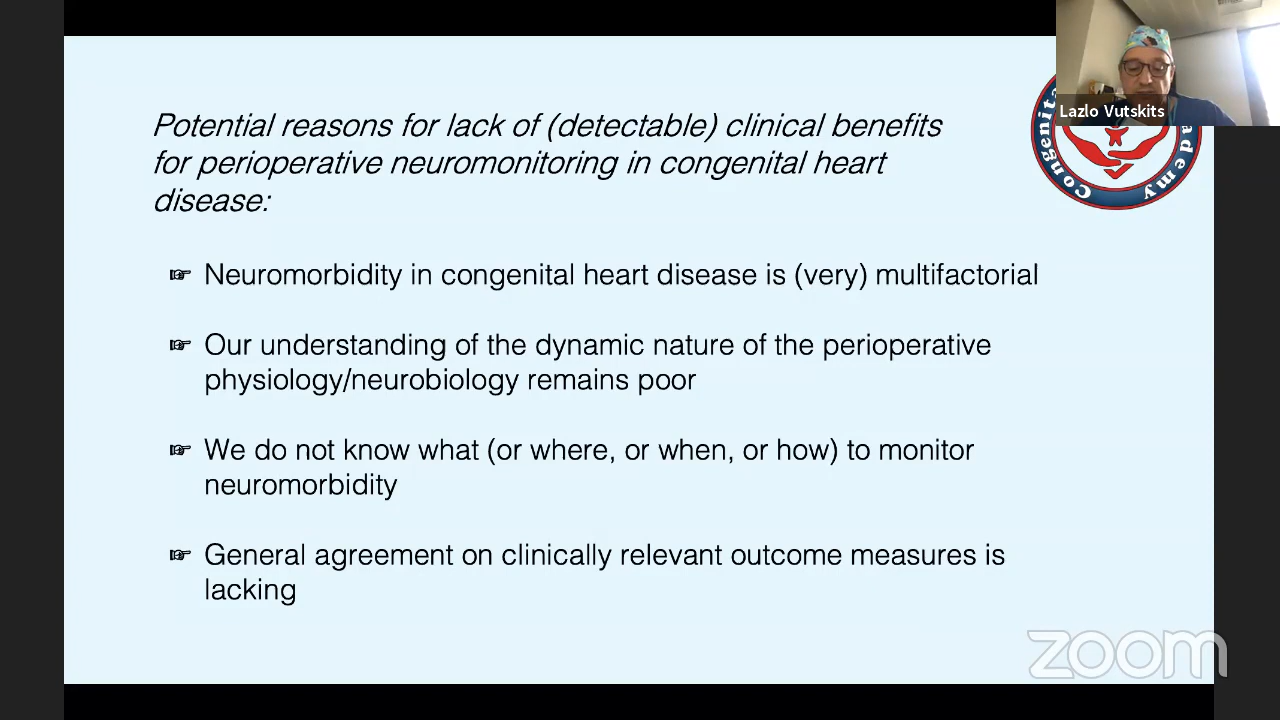 Lazlo Vutskits
Congenita
ademy
Potential reasons for lack of (detectable) clinical benefits
for perioperative neuromonitoring in congenital heart
disease:
☞ Neuromorbidity in congenital heart disease is (very) multifactorial
☞ Our understanding of the dynamic nature of the perioperative
physiology/neurobiology remains poor
☞ We do not know what (or where, or when, or how) to monitor
neuromorbidity
☞ General agreement on clinically relevant outcome measures is
lacking
zoom